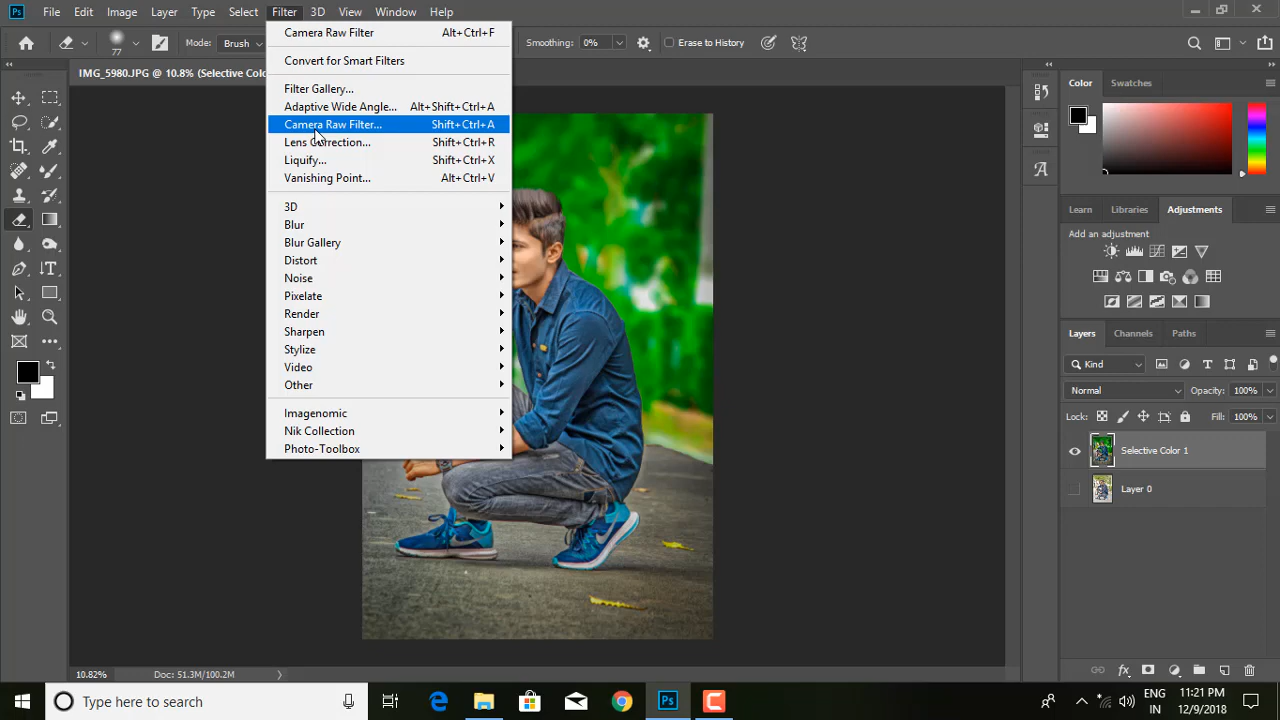 Ps File Edit Image Layer Type Select Filter 3D View Window Help
77 Mode: Brush Smoothing: 0% Erase to History
IMG_5980.JPG @ 10.8% (Selective Colo
Camera Raw Filter Alt+Ctrl+F
Convert for Smart Filters
Filter Gallery...
Adaptive Wide Angle... Alt+Shift+Ctrl+A
Camera Raw Filter... Shift+Ctrl+A
Lens Correction... Shift+Ctrl+R
Liquify... Shift+Ctrl+X
Vanishing Point... Alt+Ctrl+V
3D
Blur
Blur Gallery
Distort
Noise
Pixelate
Render
Sharpen
Stylize
Video
Other
Imagenomic
Nik Collection
Photo-Toolbox
Color Swatches
Learn Libraries Adjustments
Add an adjustment
Layers Channels Paths
Kind
Normal Opacity: 100%
Lock: Fill: 100%
Selective Color 1
Layer 0
10.82% Doc: 51.3M/100.2M
Type here to search
Ps
ENG 11:21 PM
IN 12/9/2018